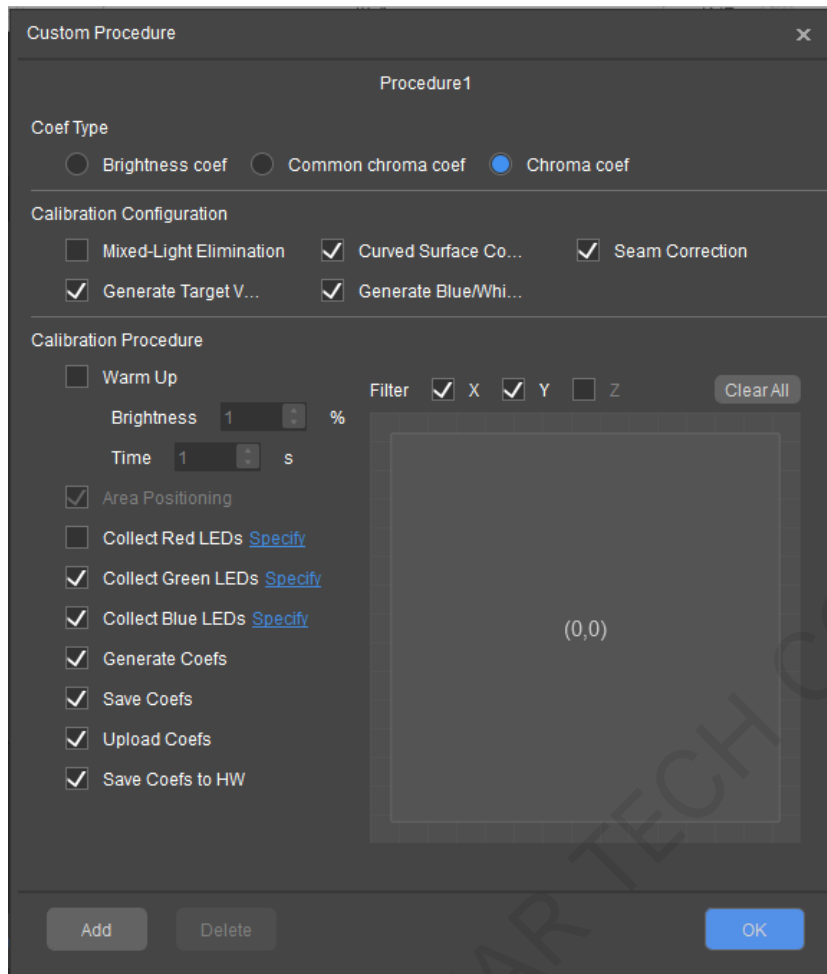 Custom Procedure
Procedure1
Coef Type
Brightness coef Common chroma coef Chroma coef
Calibration Configuration
Mixed-Light Elimination Curved Surface Co... Seam Correction
Generate Target V... Generate Blue/Whi...
Calibration Procedure
Warm Up
Filter X Y Z Clear All
Brightness 1 %
Time 1 s
Area Positioning
Collect Red LEDs Specify
Collect Green LEDs Specify
Collect Blue LEDs Specify
(0,0)
Generate Coefs
Save Coefs
Upload Coefs
Save Coefs to HW
Add Delete OK